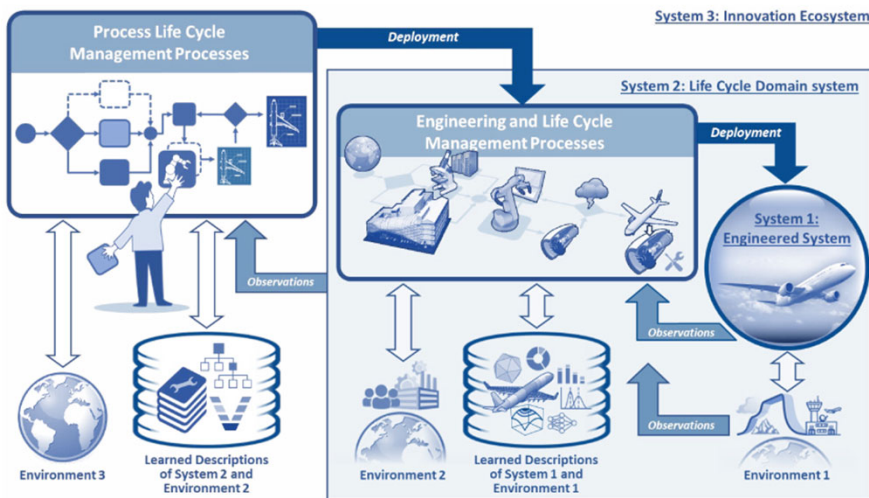 System 3: Innovation Ecosystem
Process Life Cycle
Management Processes
Deployment
System 2: Life Cycle Domain system
Engineering and Life Cycle
Management Processes
Deployment
System 1:
Engineered System
Observations
Observations
Observations
Environment 3
Learned Descriptions
of System 2 and
Environment 2
Environment 2
Learned Descriptions
of System 1 and
Environment 1
Environment 1